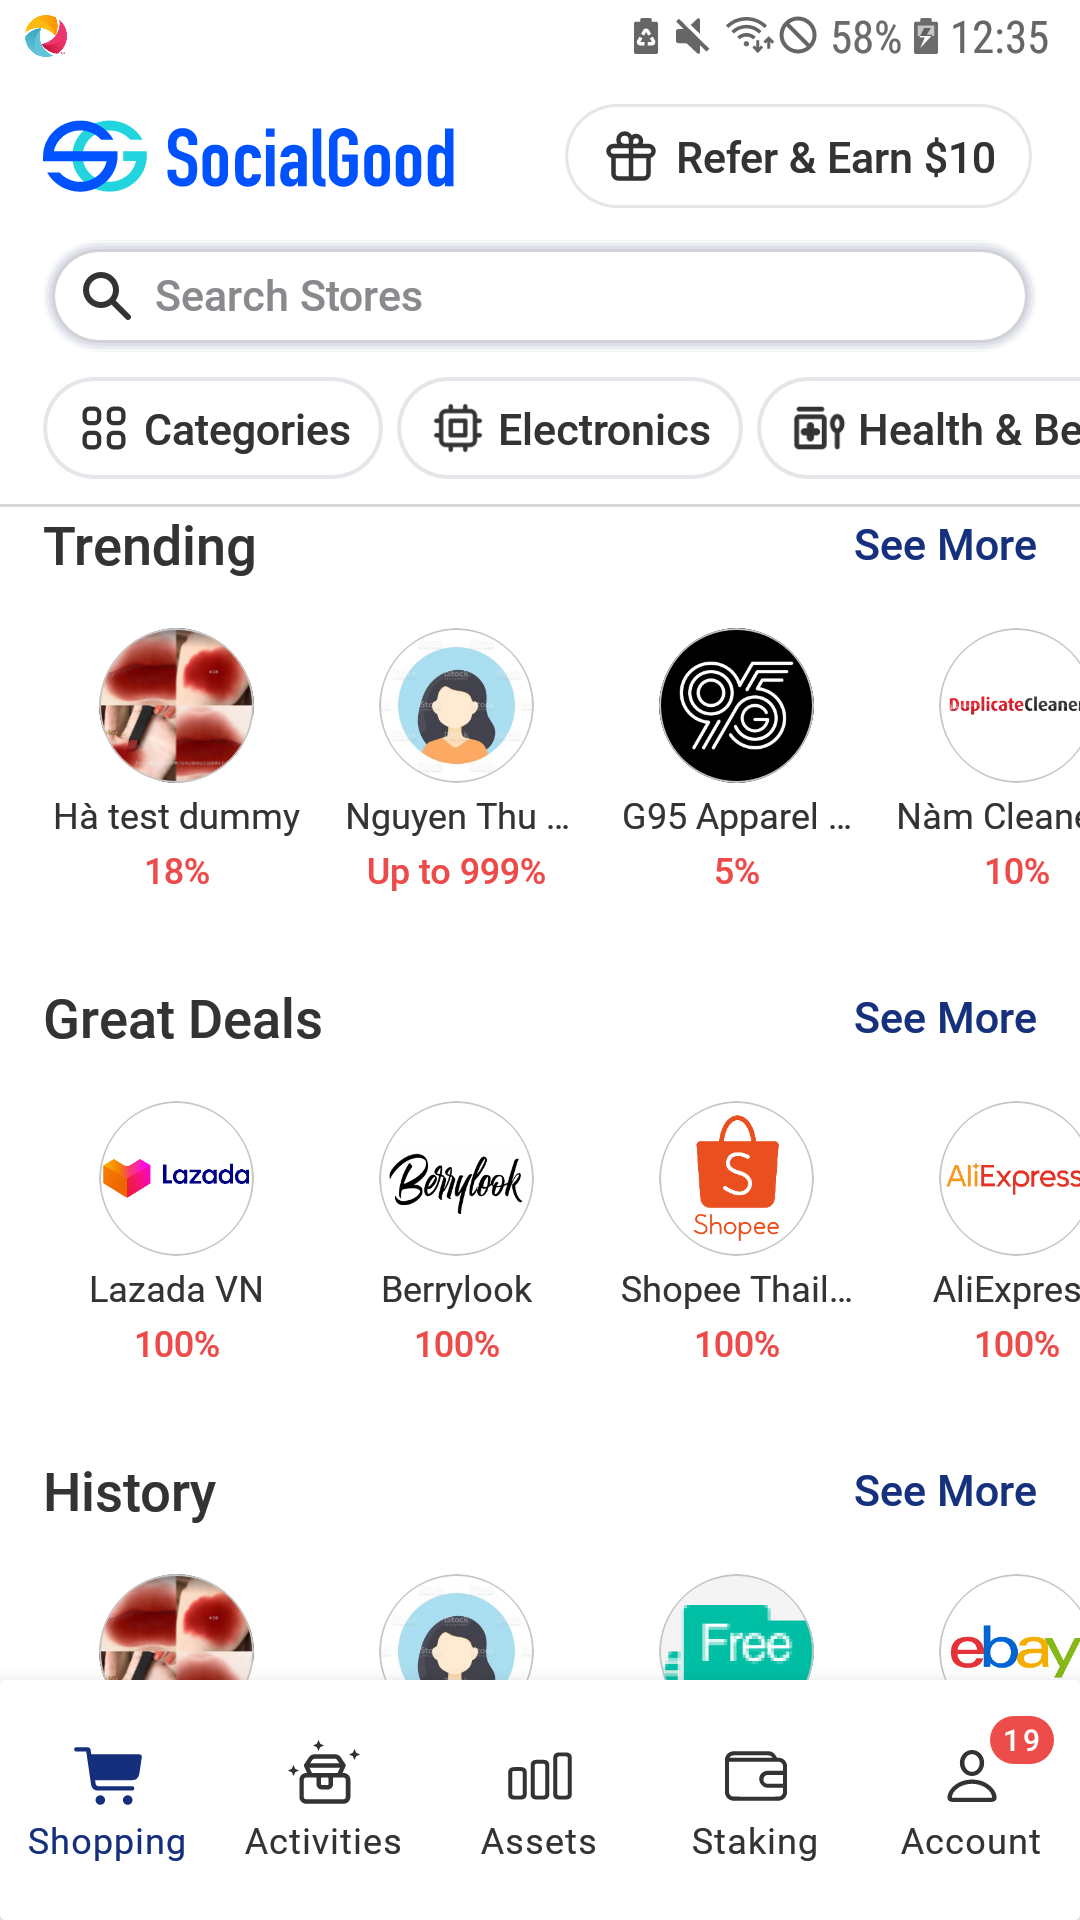 58% 12:35
SocialGood
Refer & Earn $10
Search Stores
Categories
Electronics
Health & Be
Trending
See More
DuplicateCleaner
Hà test dummy
Nguyen Thu ...
G95 Apparel ...
Nàm Cleane
18%
Up to 999%
5%
10%
Great Deals
See More
Lazada
Berrylook
S
Shopee
AliExpress
Lazada VN
Berrylook
Shopee Thail...
AliExpres
100%
100%
100%
100%
History
See More
Free
ebay
19
Shopping
Activities
Assets
Staking
Account